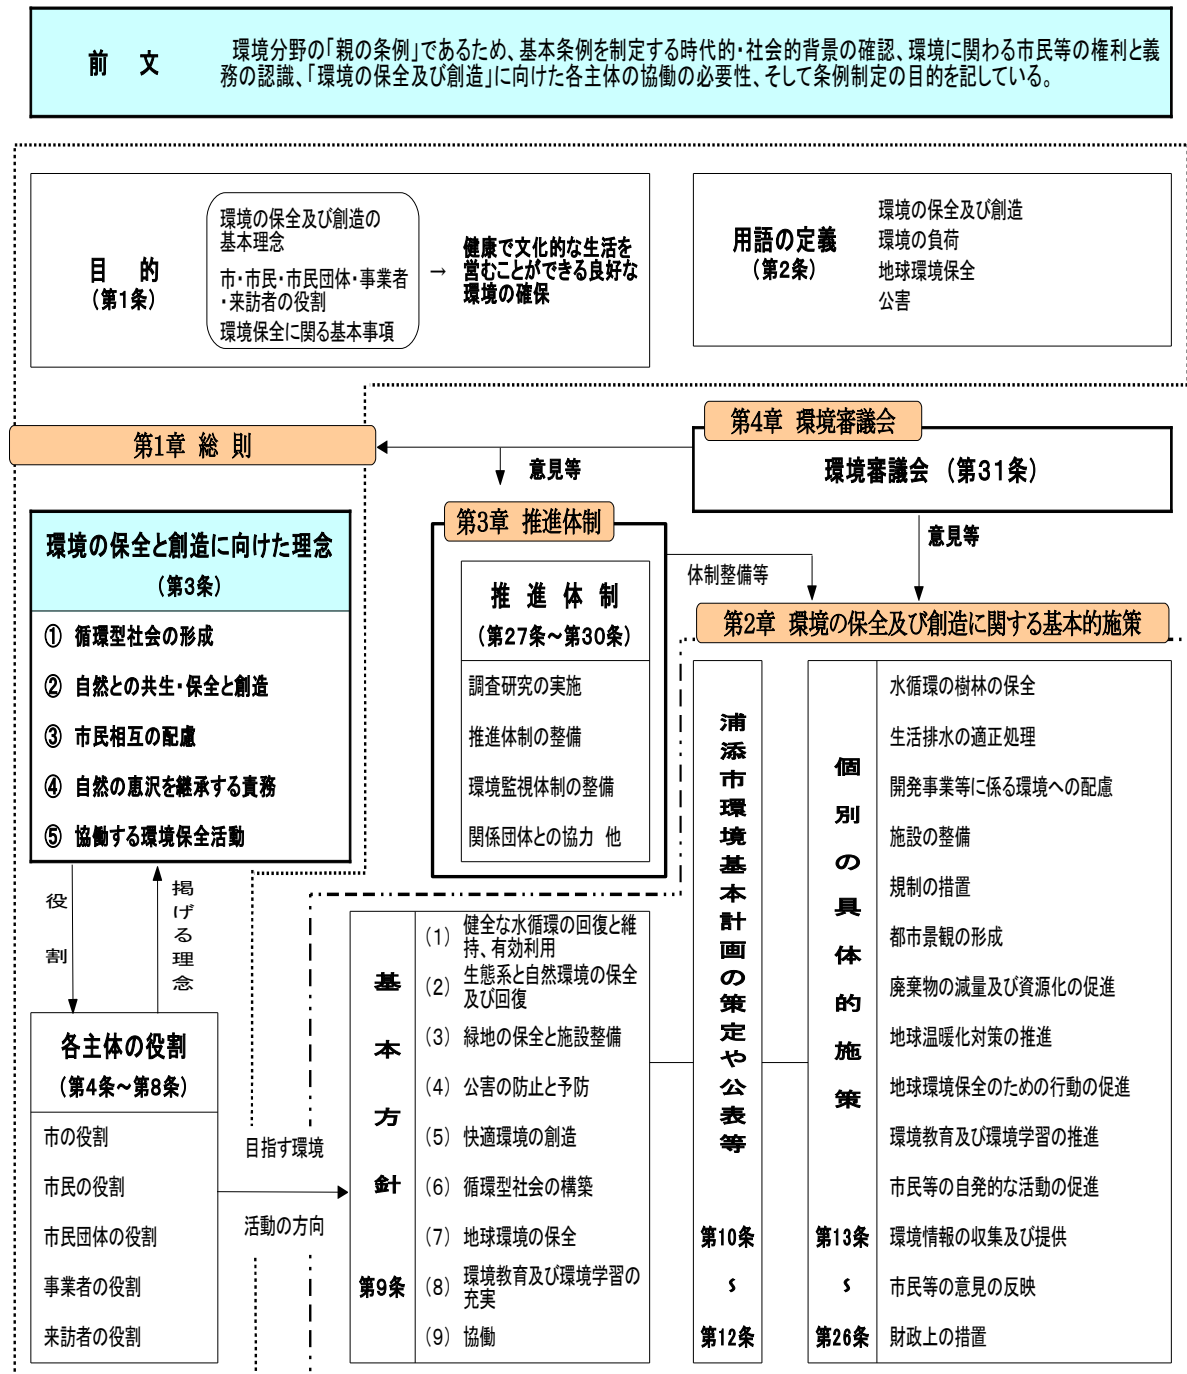 前　文
環境分野の「親の条例」であるため、基本条例を制定する時代的・社会的背景の確認、環境に関わる市民等の権利と義
務の認識、「環境の保全及び創造」に向けた各主体の協働の必要性、そして条例制定の目的を記している。
目　的
（第1条）
環境の保全及び創造の
基本理念
市・市民・市民団体・事業者
・来訪者の役割
環境保全に関る基本事項
→
健康で文化的な生活を
営むことができる良好な
環境の確保
用語の定義
（第2条）
環境の保全及び創造
環境の負荷
地球環境保全
公害
第1章 総 則
第4章 環境審議会
環境審議会 （第31条）
意見等
意見等
第3章 推進体制
推 進 体 制
（第27条～第30条）
調査研究の実施
推進体制の整備
環境監視体制の整備
関係団体との協力 他
体制整備等
環境の保全と創造に向けた理念
（第3条）
① 循環型社会の形成
② 自然との共生・保全と創造
③ 市民相互の配慮
④ 自然の恵沢を継承する責務
⑤ 協働する環境保全活動
役割
掲げる理念
各主体の役割
（第4条～第8条）
市の役割
市民の役割
市民団体の役割
事業者の役割
来訪者の役割
目指す環境
活動の方向
第2章 環境の保全及び創造に関する基本的施策
基本方針
第9条
（1） 健全な水循環の回復と維
持、有効利用
（2） 生態系と自然環境の保全
及び回復
（3） 緑地の保全と施設整備
（4） 公害の防止と予防
（5） 快適環境の創造
（6） 循環型社会の構築
（7） 地球環境の保全
（8） 環境教育及び環境学習の
充実
（9） 協働
浦添市環境基本計画の策定や公表等
第10条
～
第12条
個別の具体的施策
第13条
～
第26条
水循環の樹林の保全
生活排水の適正処理
開発事業等に係る環境への配慮
施設の整備
規制の措置
都市景観の形成
廃棄物の減量及び資源化の促進
地球温暖化対策の推進
地球環境保全のための行動の促進
環境教育及び環境学習の推進
市民等の自発的な活動の促進
環境情報の収集及び提供
市民等の意見の反映
財政上の措置